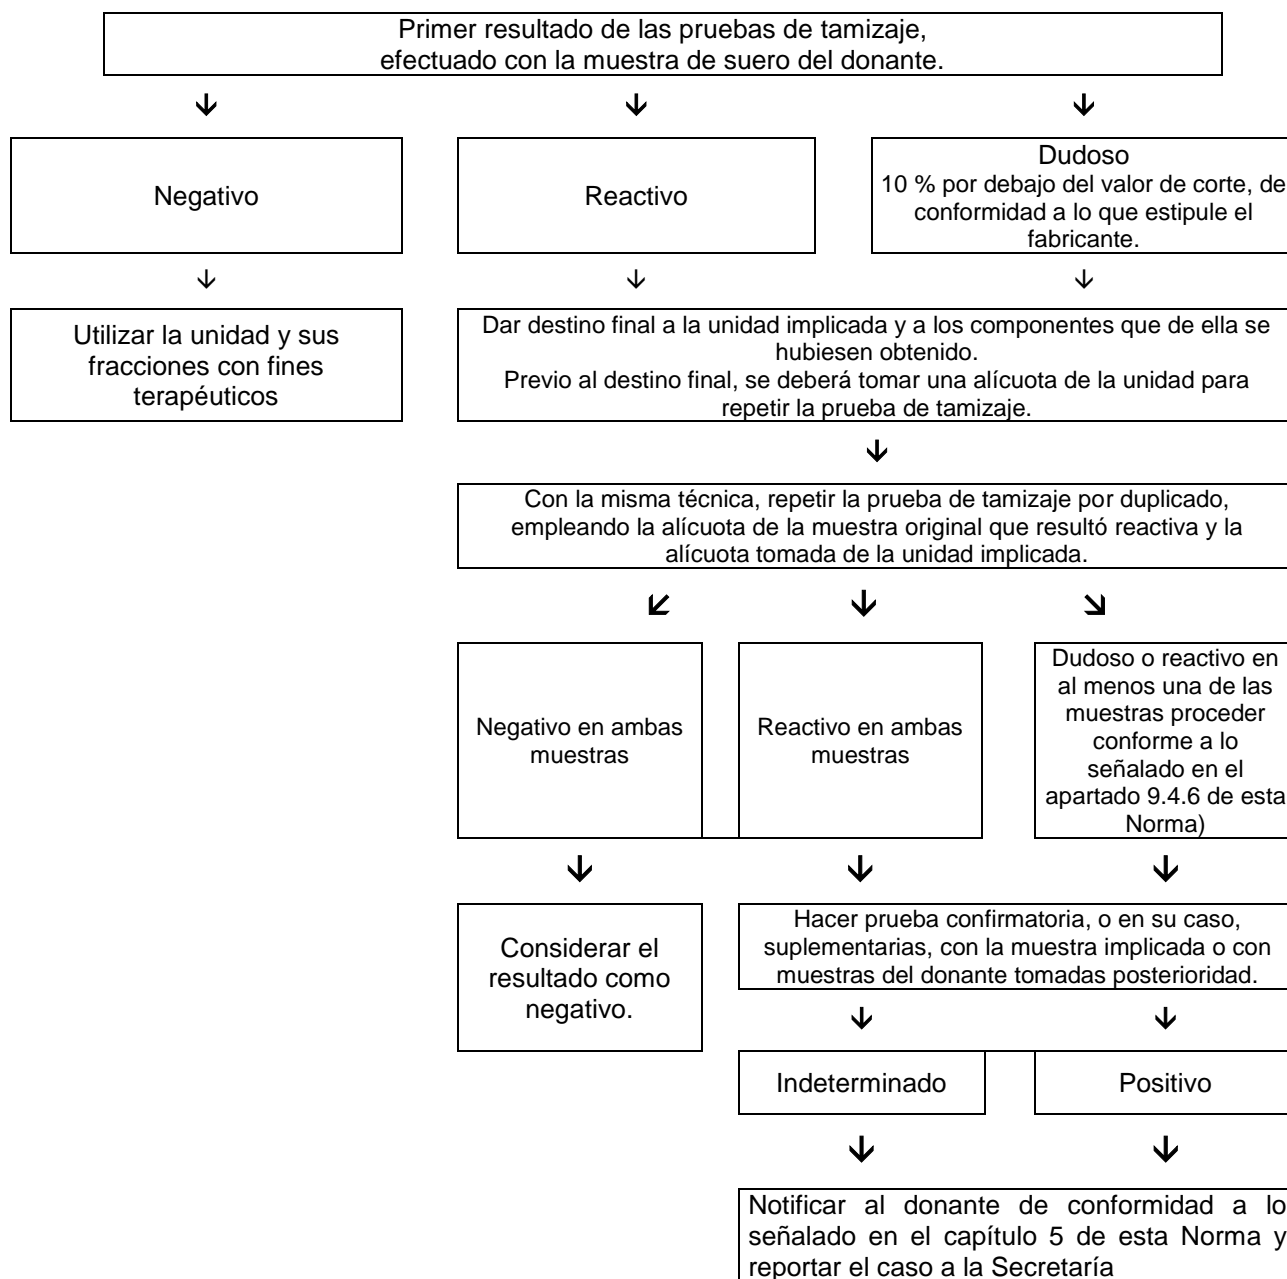 Primer resultado de las pruebas de tamizaje,
efectuado con la muestra de suero del donante.
Negativo
Reactivo
Dudoso
10 % por debajo del valor de corte, de
conformidad a lo que estipule el
fabricante.
Utilizar la unidad y sus
fracciones con fines
terapéuticos
Dar destino final a la unidad implicada y a los componentes que de ella se
hubiesen obtenido.
Previo al destino final, se deberá tomar una alícuota de la unidad para
repetir la prueba de tamizaje.
Con la misma técnica, repetir la prueba de tamizaje por duplicado,
empleando la alícuota de la muestra original que resultó reactiva y la
alícuota tomada de la unidad implicada.
Negativo en ambas
muestras
Reactivo en ambas
muestras
Dudoso o reactivo en
al menos una de las
muestras proceder
conforme a lo
señalado en el
apartado 9.4.6 de esta
Norma)
Considerar el
resultado como
negativo.
Hacer prueba confirmatoria, o en su caso,
suplementarias, con la muestra implicada o con
muestras del donante tomadas posterioridad.
Indeterminado
Positivo
Notificar al donante de conformidad a lo
señalado en el capítulo 5 de esta Norma y
reportar el caso a la Secretaría